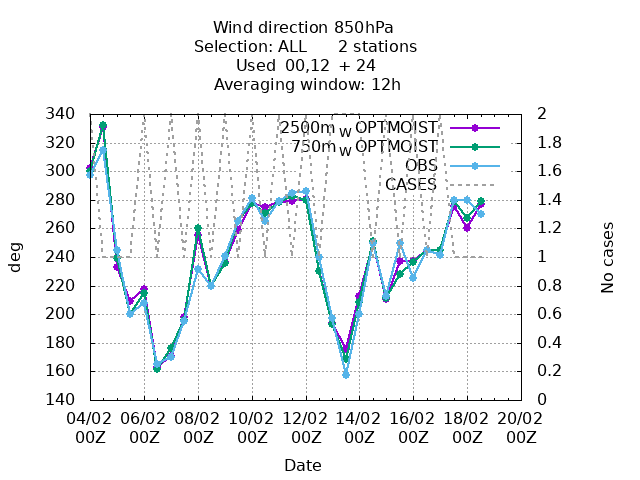 Wind direction 850hPa
Selection: ALL 2 stations
Used 00,12 + 24
Averaging window: 12h
340 2
320 1.8
300 1.6
280 1.4
260 1.2
240 1
220 0.8
200 0.6
180 0.4
160 0.2
140 0
2500m W OPTMOIST
750m W OPTMOIST
OBS
CASES
deg
No cases
04/02 06/02 08/02 10/02 12/02 14/02 16/02 18/02 20/02
00Z 00Z 00Z 00Z 00Z 00Z 00Z 00Z 00Z
Date